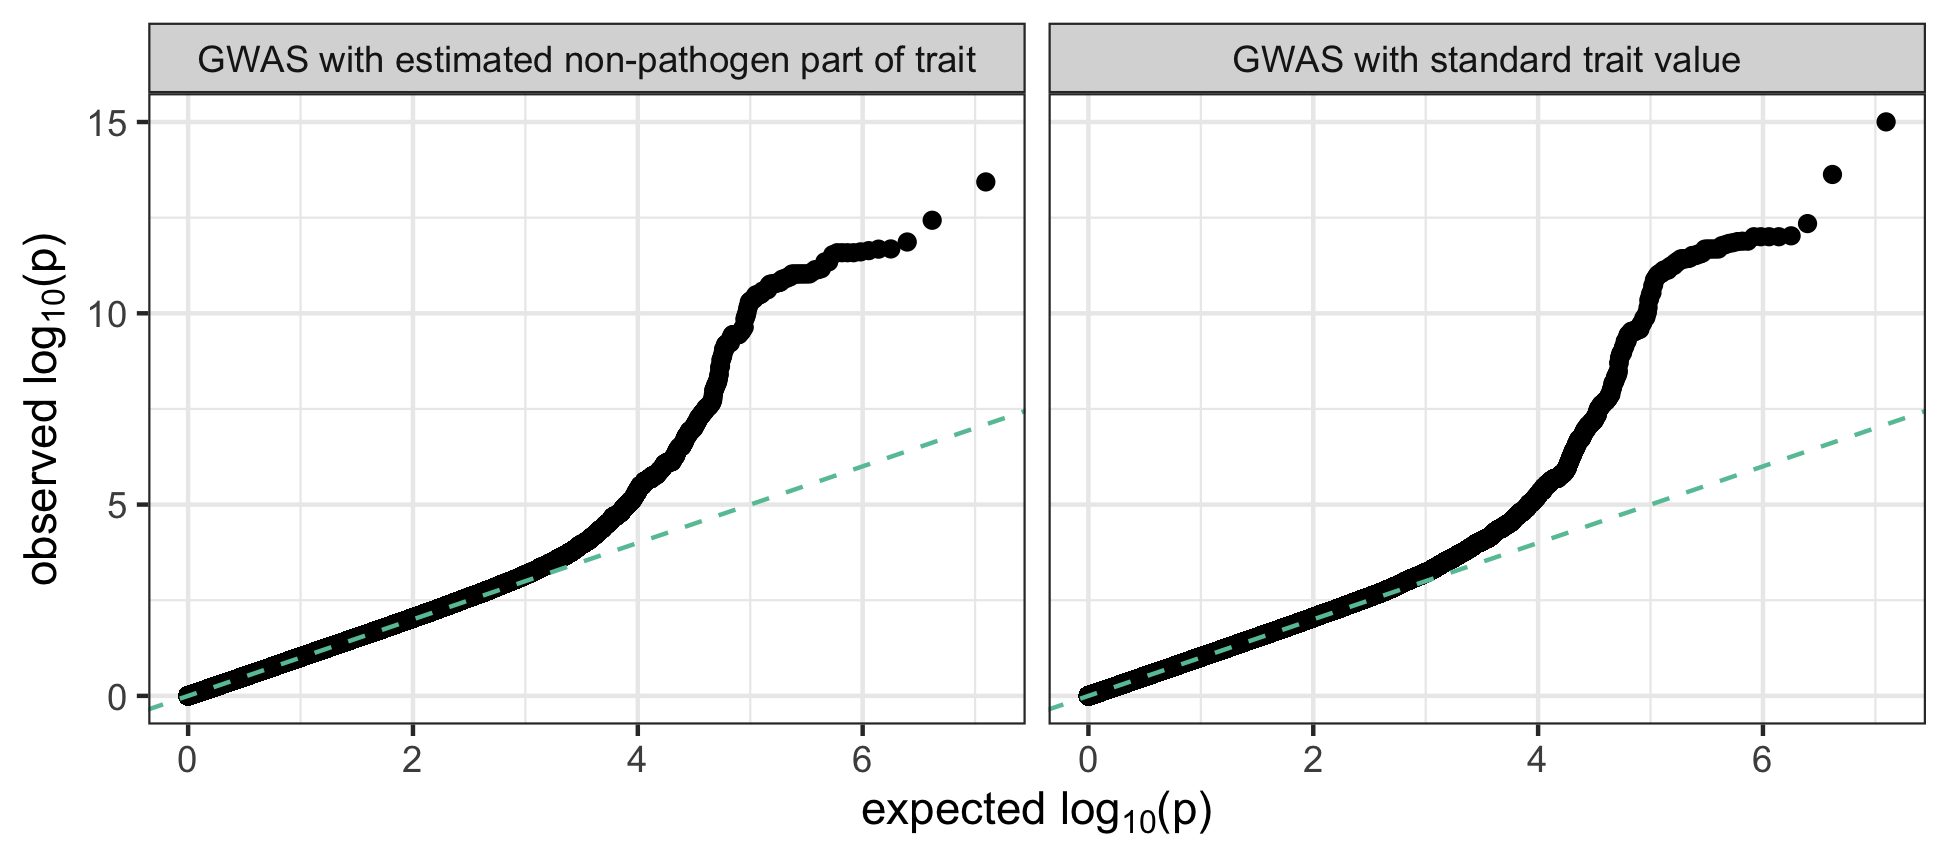 GWAS with estimated non-pathogen part of trait
GWAS with standard trait value
15
10
5
0
observed log₁₀(p)
0 2 4 6
0 2 4 6
expected log₁₀(p)